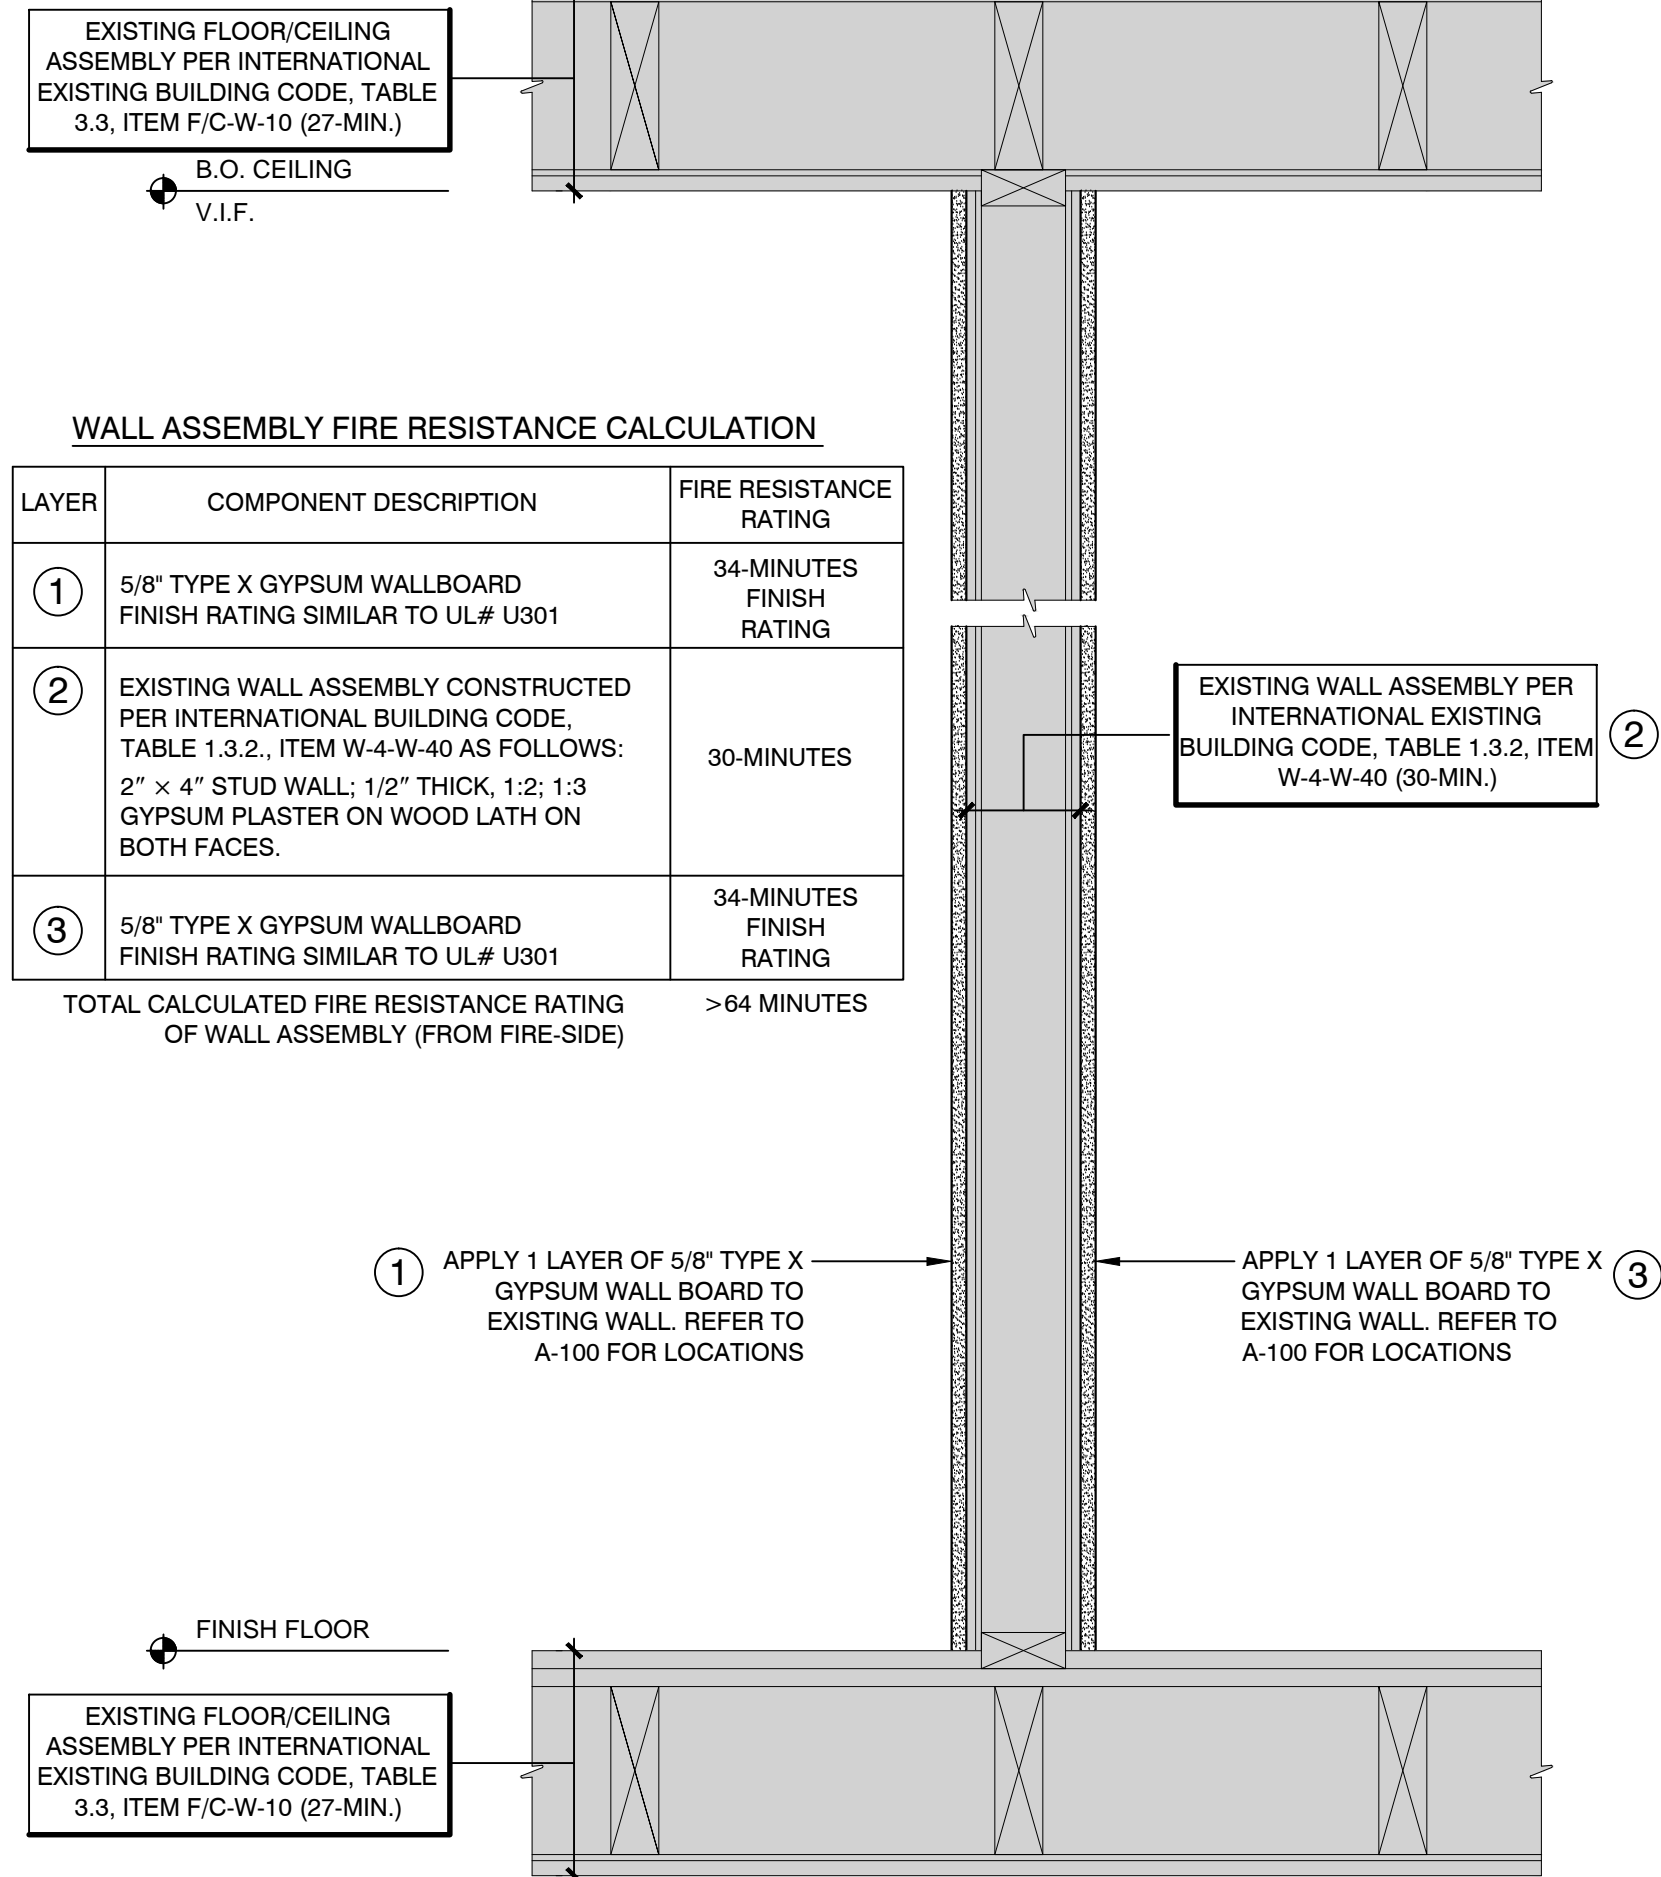 EXISTING FLOOR/CEILING
ASSEMBLY PER INTERNATIONAL
EXISTING BUILDING CODE, TABLE
3.3, ITEM F/C-W-10 (27-MIN.)
B.O. CEILING
V.I.F.
WALL ASSEMBLY FIRE RESISTANCE CALCULATION
LAYER
COMPONENT DESCRIPTION
FIRE RESISTANCE
RATING
1
5/8" TYPE X GYPSUM WALLBOARD
FINISH RATING SIMILAR TO UL# U301
34-MINUTES
FINISH
RATING
2
EXISTING WALL ASSEMBLY CONSTRUCTED
PER INTERNATIONAL BUILDING CODE,
TABLE 1.3.2., ITEM W-4-W-40 AS FOLLOWS:
2″ × 4″ STUD WALL; 1/2″ THICK, 1:2; 1:3
GYPSUM PLASTER ON WOOD LATH ON
BOTH FACES.
30-MINUTES
3
5/8" TYPE X GYPSUM WALLBOARD
FINISH RATING SIMILAR TO UL# U301
34-MINUTES
FINISH
RATING
TOTAL CALCULATED FIRE RESISTANCE RATING
OF WALL ASSEMBLY (FROM FIRE-SIDE)
>64 MINUTES
EXISTING WALL ASSEMBLY PER
INTERNATIONAL EXISTING
BUILDING CODE, TABLE 1.3.2, ITEM
W-4-W-40 (30-MIN.)
2
1
APPLY 1 LAYER OF 5/8" TYPE X
GYPSUM WALL BOARD TO
EXISTING WALL. REFER TO
A-100 FOR LOCATIONS
APPLY 1 LAYER OF 5/8" TYPE X
GYPSUM WALL BOARD TO
EXISTING WALL. REFER TO
A-100 FOR LOCATIONS
3
FINISH FLOOR
EXISTING FLOOR/CEILING
ASSEMBLY PER INTERNATIONAL
EXISTING BUILDING CODE, TABLE
3.3, ITEM F/C-W-10 (27-MIN.)